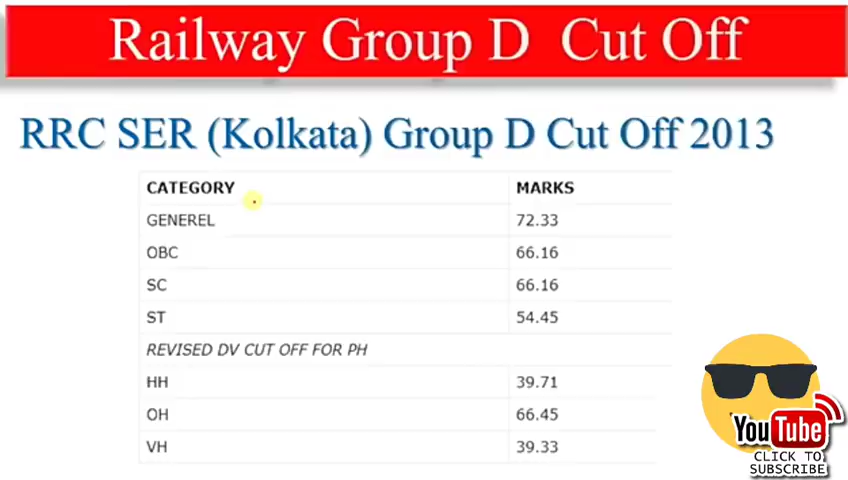 Railway Group D Cut Off
RRC SER (Kolkata) Group D Cut Off 2013
CATEGORY MARKS
GENEREL 72.33
OBC 66.16
SC 66.16
ST 54.45
REVISED DV CUT OFF FOR PH
HH 39.71
OH 66.45
VH 39.33
YouTube
CLICK TO
SUBSCRIBE